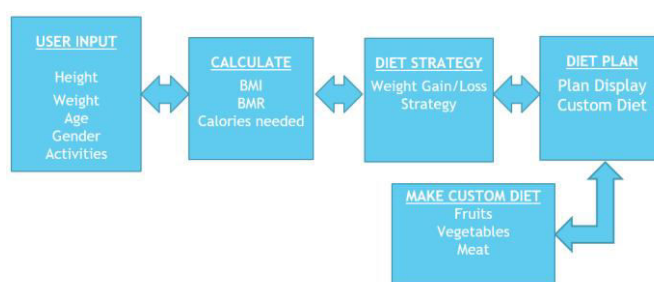 USER INPUT
Height
Weight
Age
Gender
Activities
CALCULATE
BMI
BMR
Calories needed
DIET STRATEGY
Weight Gain/Loss
Strategy
DIET PLAN
Plan Display
Custom Diet
MAKE CUSTOM DIET
Fruits
Vegetables
Meat